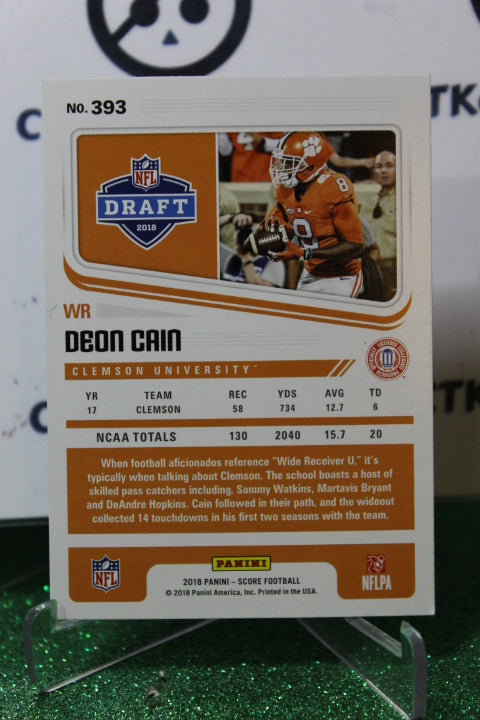 No. 393
NFL
DRAFT
2018
8
WR
DEON CAIN
CLEMSON UNIVERSITY™
YR TEAM REC YDS AVG TD
17 CLEMSON 58 734 12.7 6
NCAA TOTALS 130 2040 15.7 20
When football aficionados reference "Wide Receiver U," it's
typically when talking about Clemson. The school boasts a host of
skilled pass catchers including, Sammy Watkins, Martavis Bryant
and DeAndre Hopkins. Cain followed in their path, and the wideout
collected 14 touchdowns in his first two seasons with the team.
NFL
PANINI
2018 PANINI – SCORE FOOTBALL
© 2018 Panini America, Inc. Printed in the USA.
NFLPA